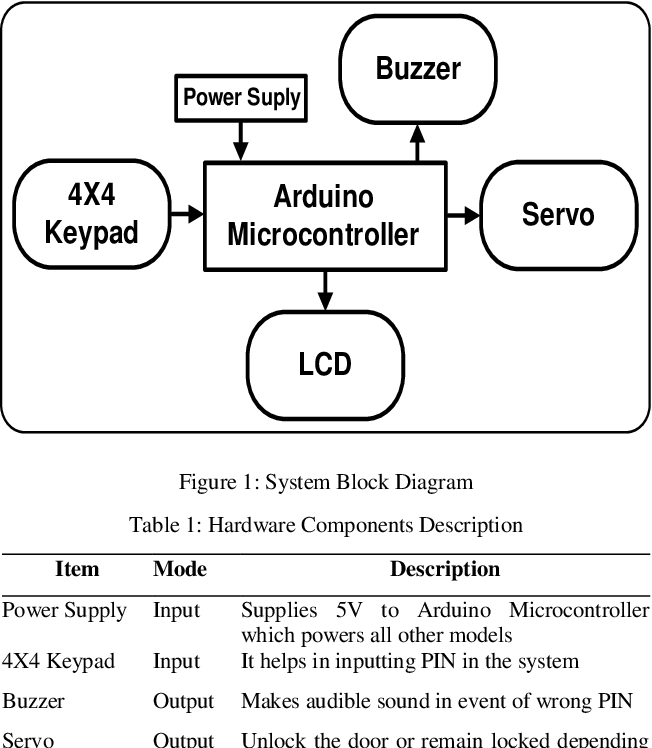 Buzzer
Power Suply
4X4
Keypad
Arduino
Microcontroller
Servo
LCD
Figure 1: System Block Diagram
Table 1: Hardware Components Description
Item Mode Description
Power Supply Input Supplies 5V to Arduino Microcontroller
which powers all other models
4X4 Keypad Input It helps in inputting PIN in the system
Buzzer Output Makes audible sound in event of wrong PIN
Servo Output Unlock the door or remain locked depending